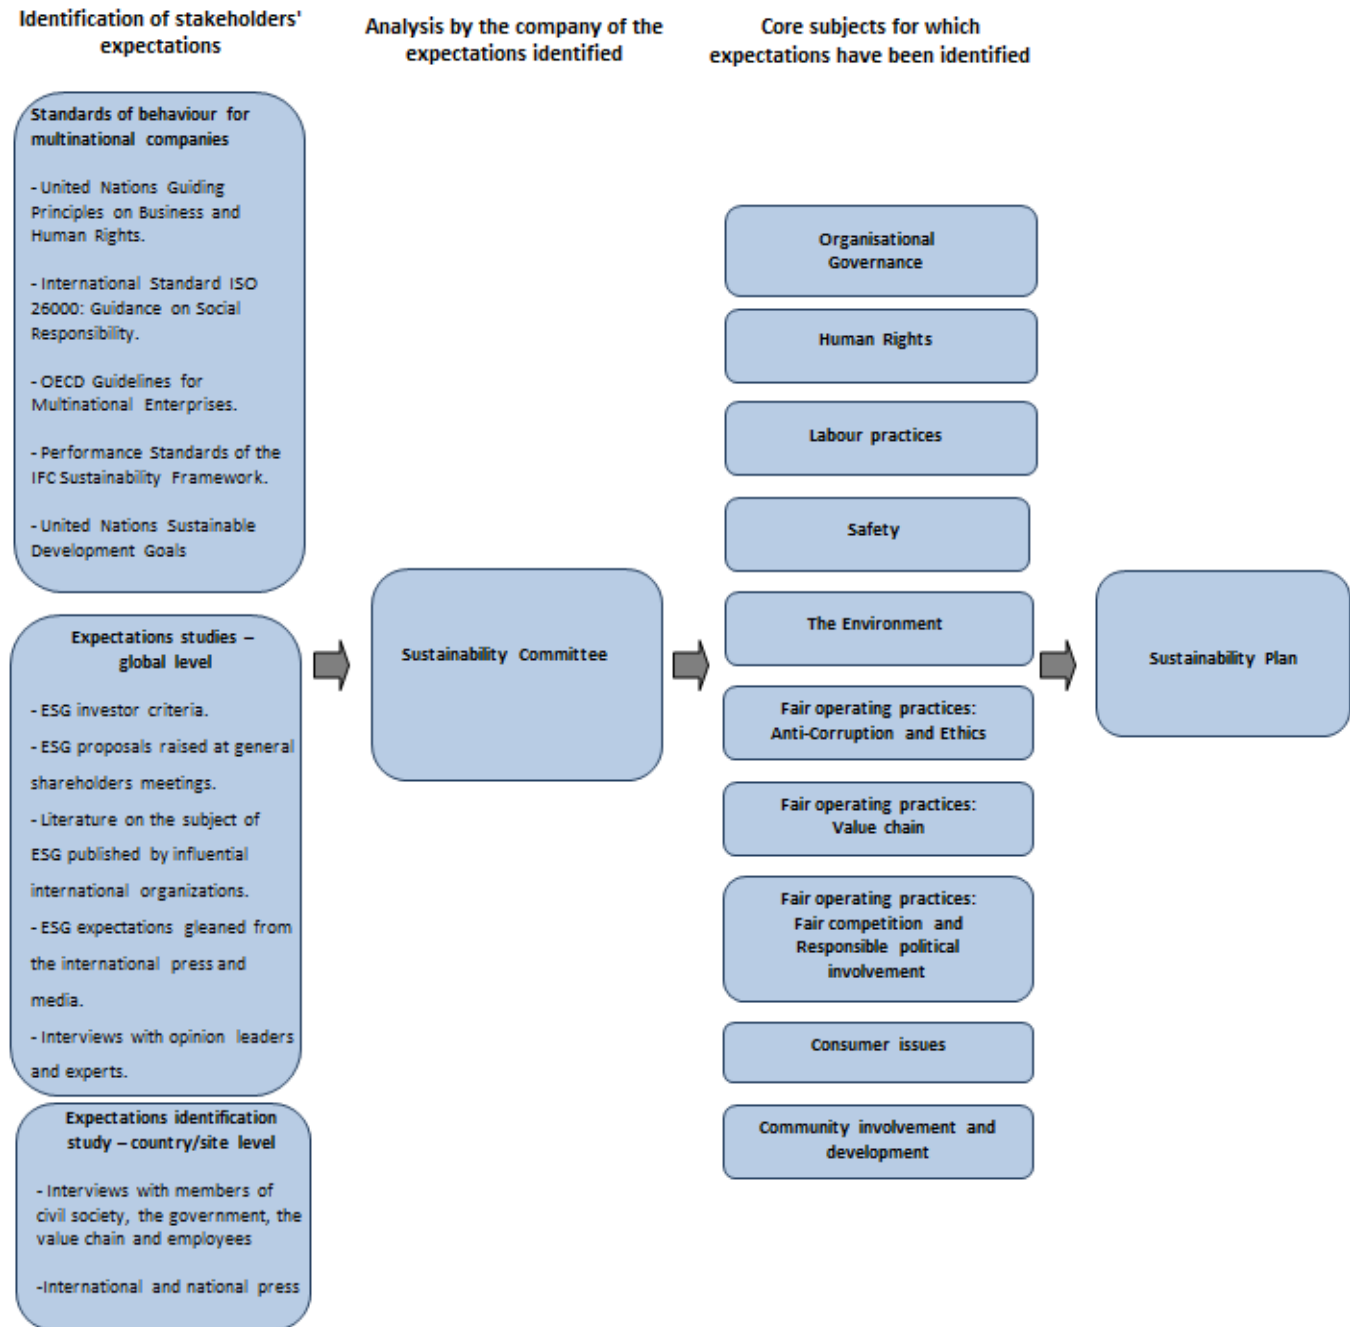 Identification of stakeholders'
expectations
Analysis by the company of the
expectations identified
Core subjects for which
expectations have been identified
Standards of behaviour for
multinational companies
- United Nations Guiding
Principles on Business and
Human Rights.
- International Standard ISO
26000: Guidance on Social
Responsibility.
- OECD Guidelines for
Multinational Enterprises.
- Performance Standards of the
IFC Sustainability Framework.
- United Nations Sustainable
Development Goals
Expectations studies –
global level
- ESG investor criteria.
- ESG proposals raised at general
shareholders meetings.
- Literature on the subject of
ESG published by influential
international organizations.
- ESG expectations gleaned from
the international press and
media.
- Interviews with opinion leaders
and experts.
Expectations identification
study – country/site level
- Interviews with members of
civil society, the government, the
value chain and employees
-International and national press
Sustainability Committee
Organisational
Governance
Human Rights
Labour practices
Safety
The Environment
Fair operating practices:
Anti-Corruption and Ethics
Fair operating practices:
Value chain
Fair operating practices:
Fair competition and
Responsible political
involvement
Consumer issues
Community involvement and
development
Sustainability Plan